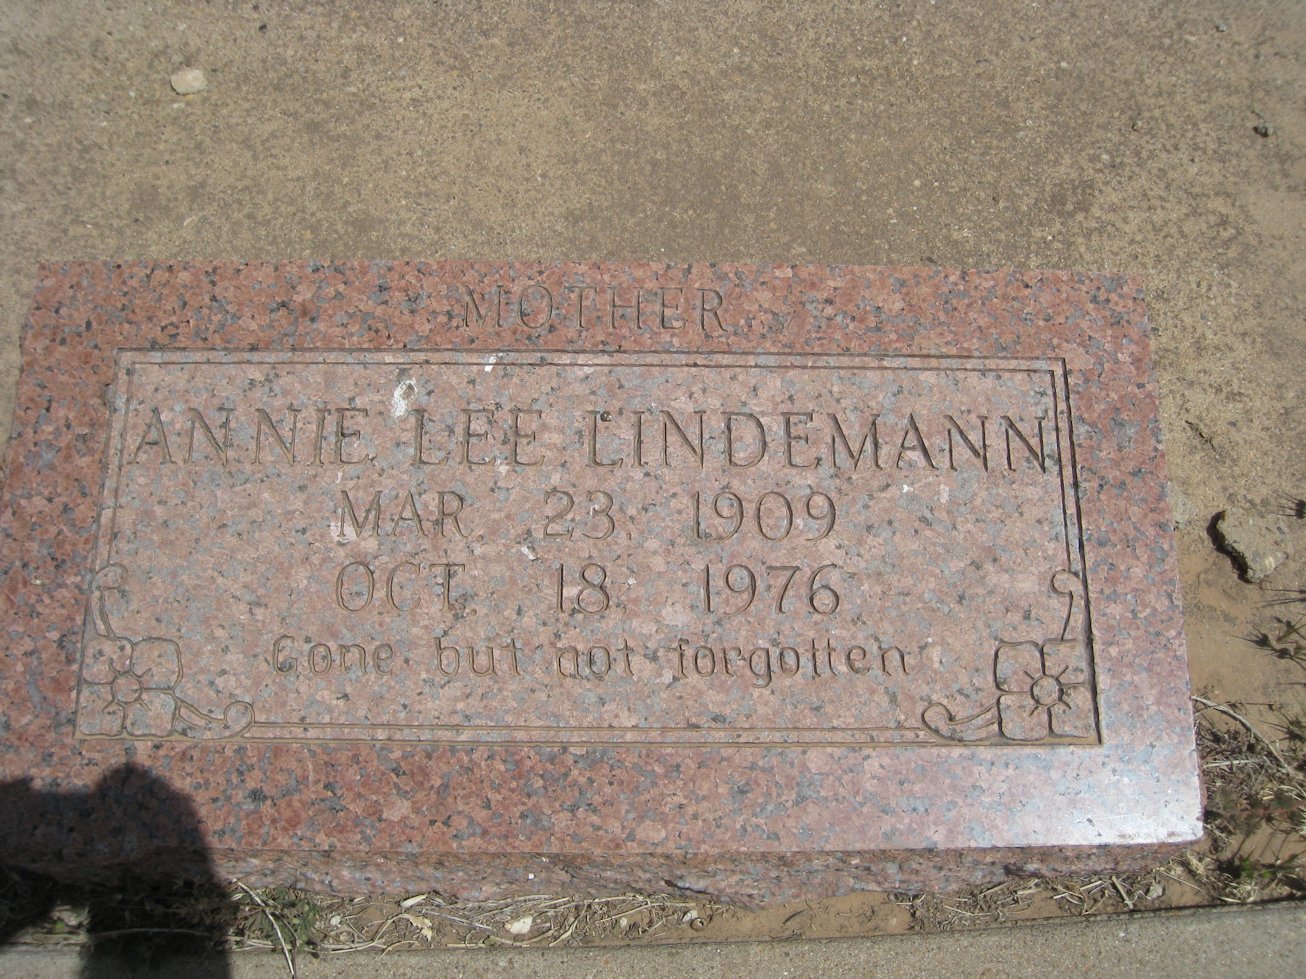 MOTHER
ANNIE LEE LINDEMANN
MAR 23 1909
OCT 18 1976
Gone but not forgotten